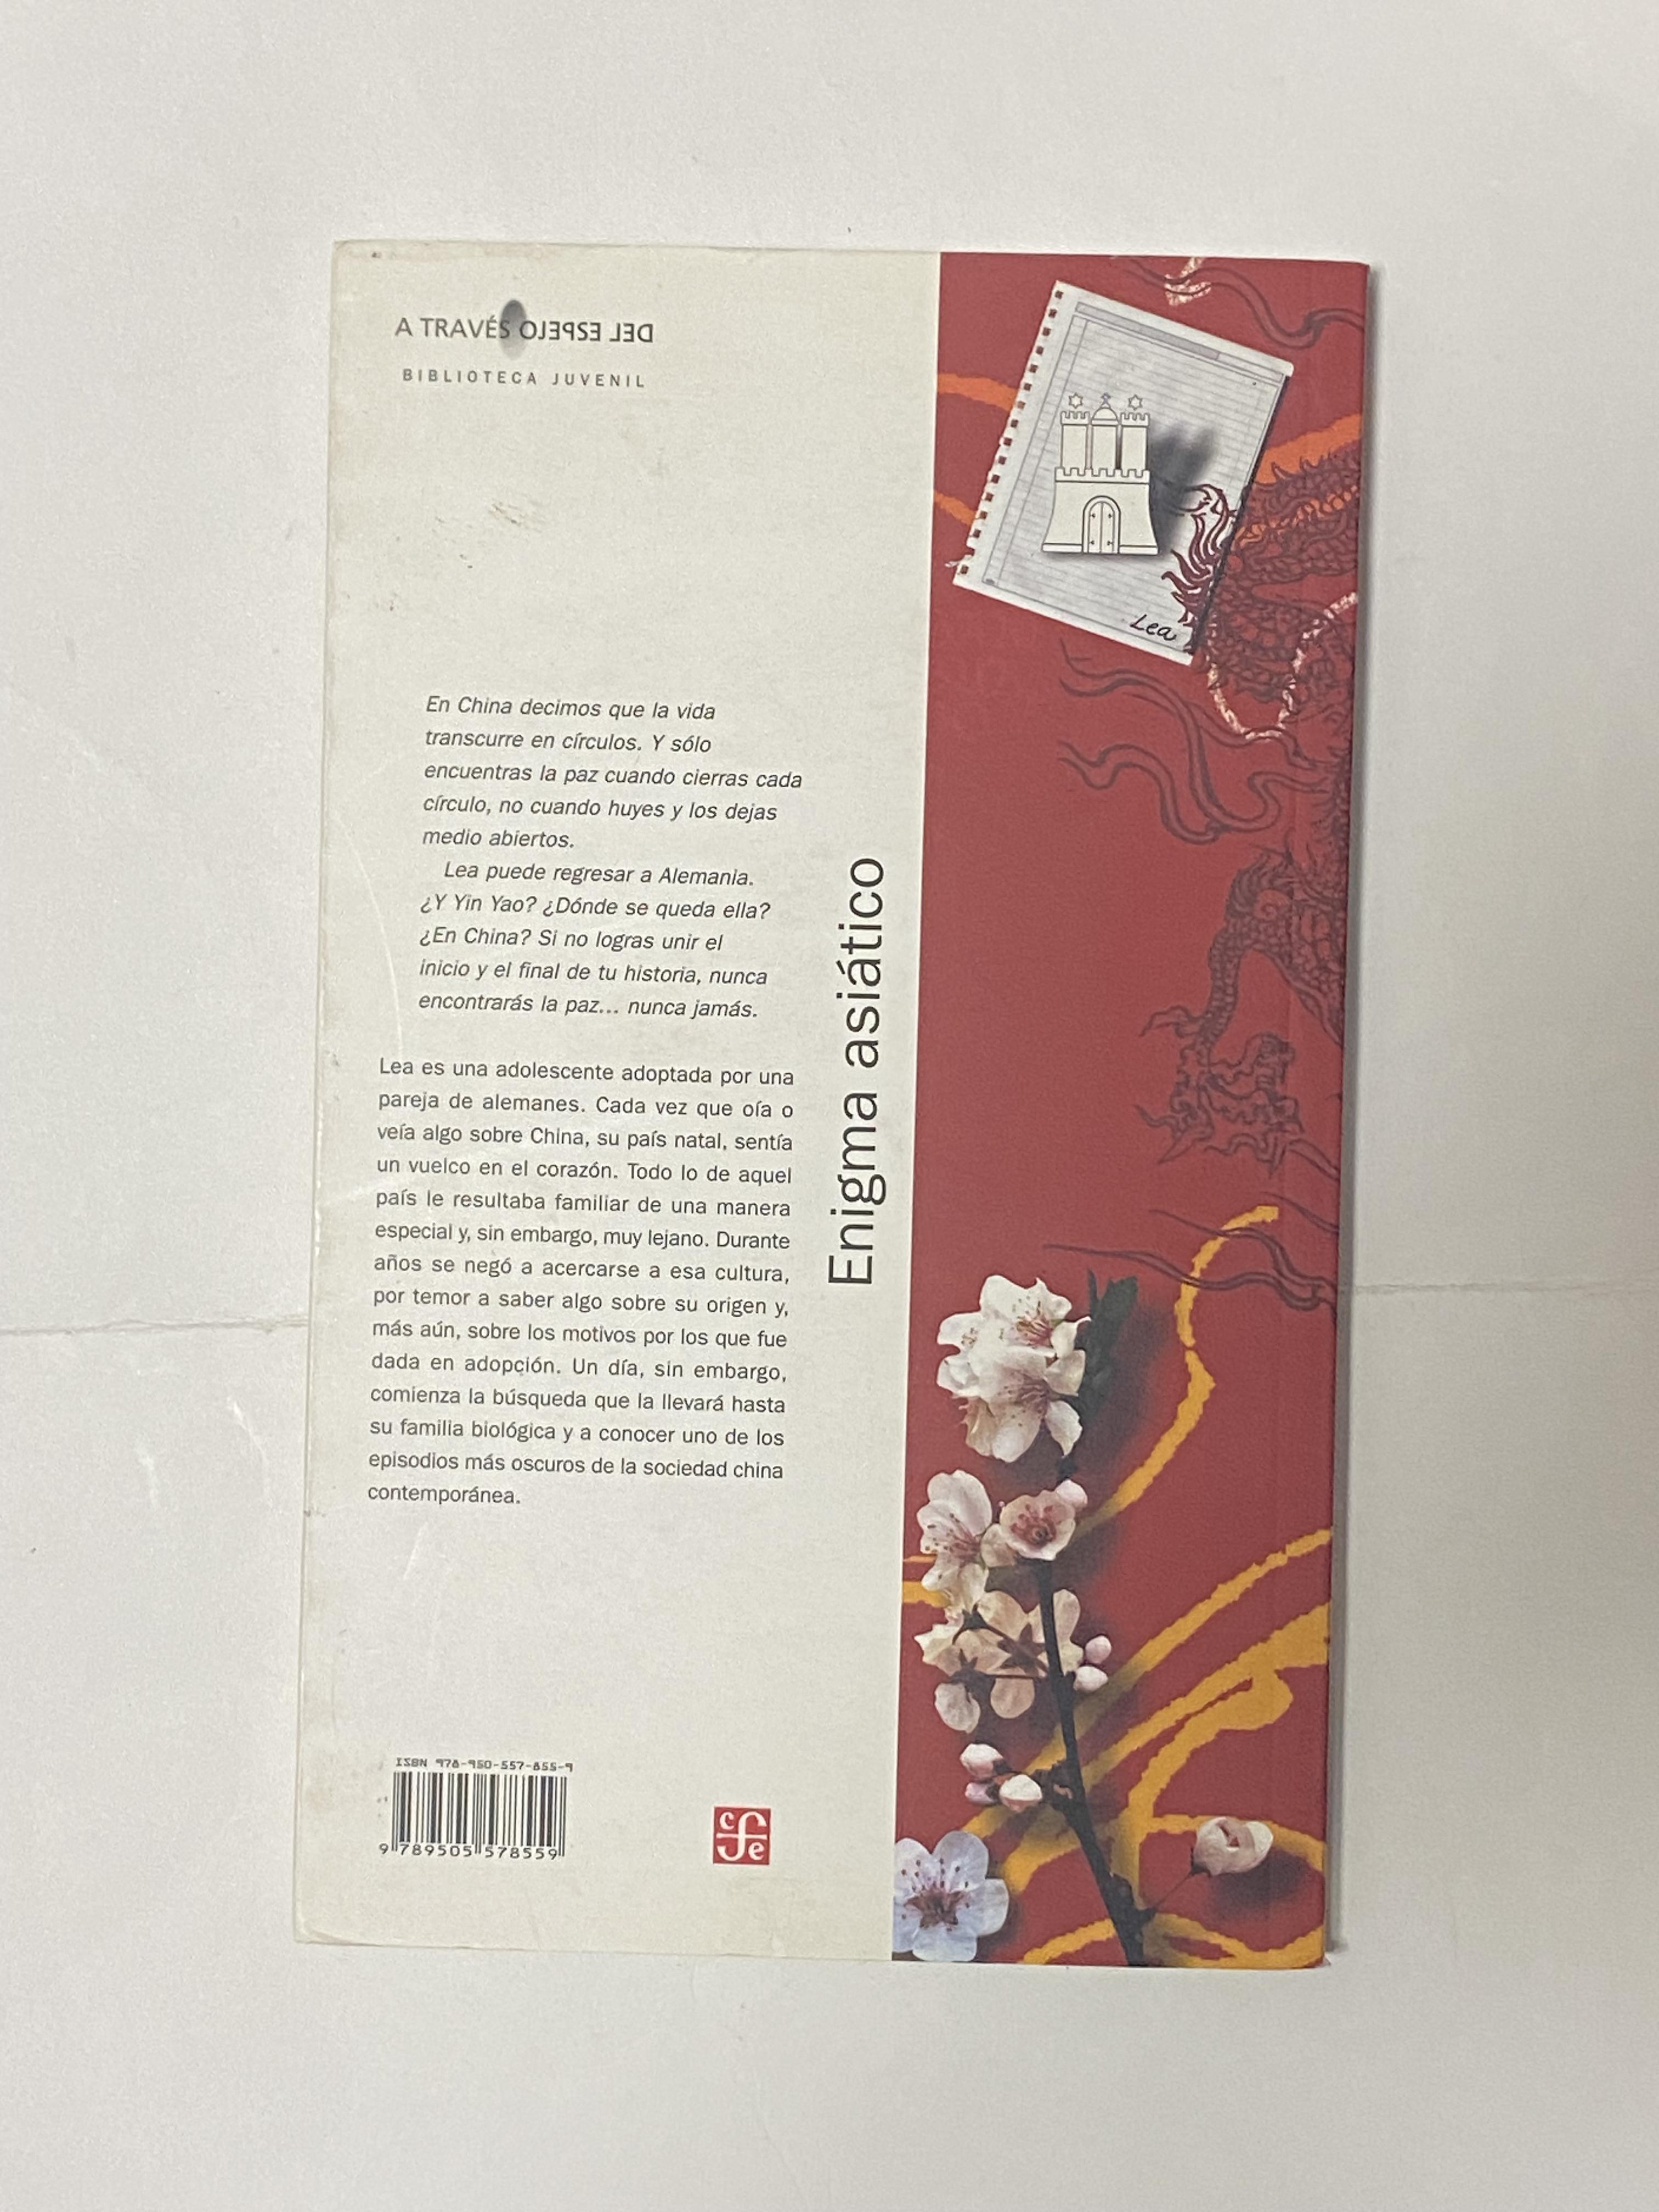 A TRAVÉS DEL ESPEJO
BIBLIOTECA JUVENIL
En China decimos que la vida
transcurre en círculos. Y sólo
encuentras la paz cuando cierras cada
círculo, no cuando huyes y los dejas
medio abiertos.
Lea puede regresar a Alemania.
¿Y Yin Yao? ¿Dónde se queda ella?
¿En China? Si no logras unir el
inicio y el final de tu historia, nunca
encontrarás la paz... nunca jamás.
Lea es una adolescente adoptada por una
pareja de alemanes. Cada vez que oía o
veía algo sobre China, su país natal, sentía
un vuelco en el corazón. Todo lo de aquel
país le resultaba familiar de una manera
especial y, sin embargo, muy lejano. Durante
años se negó a acercarse a esa cultura,
por temor a saber algo sobre su origen y,
más aún, sobre los motivos por los que fue
dada en adopción. Un día, sin embargo,
comienza la búsqueda que la llevará hasta
su familia biológica y a conocer uno de los
episodios más oscuros de la sociedad china
contemporánea.
Enigma asiático
Lea
ISBN 978-950-557-855-9
9 789505 578559
cfe